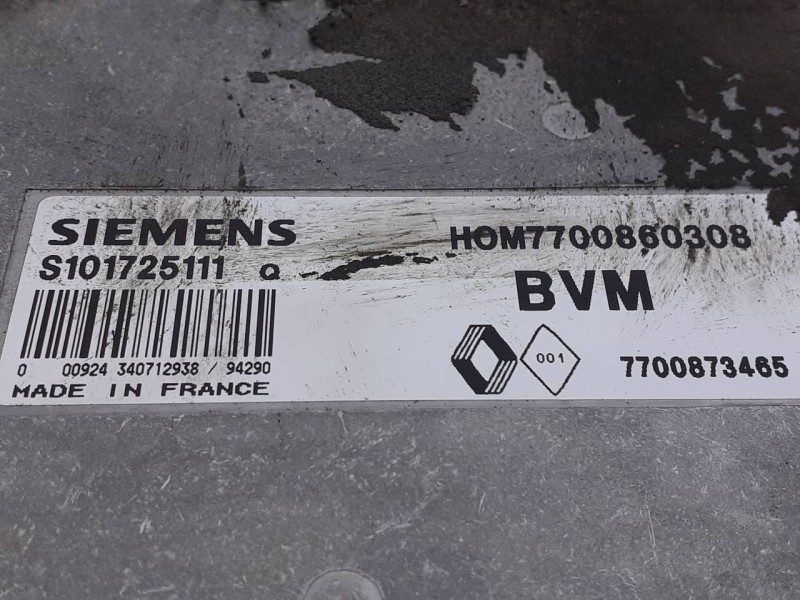 SIEMENS
S101725111 Q
0 00924 340712938 / 94290
MADE IN FRANCE
HOM7700860308
BVM
001
7700873465